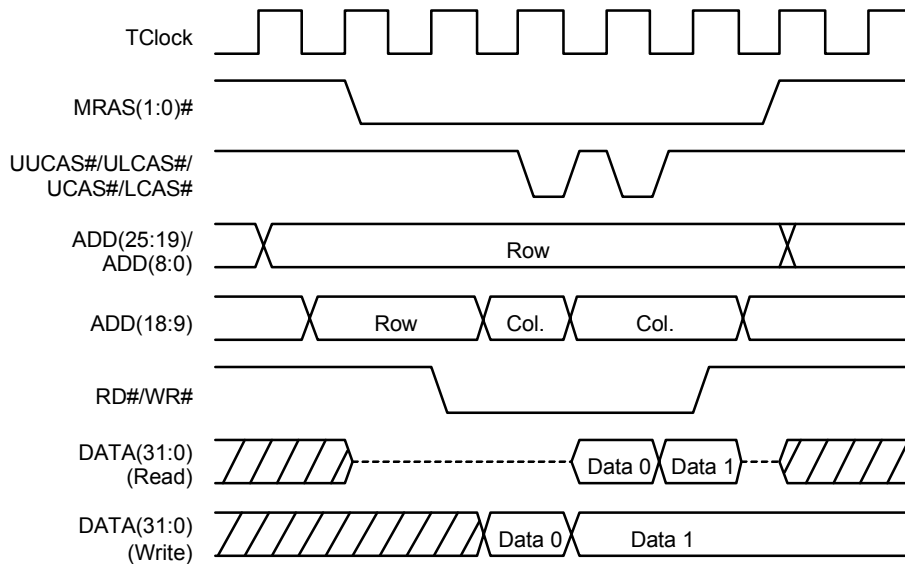 TClock
MRAS(1:0)#
UUCAS#/ULCAS#/
UCAS#/LCAS#
ADD(25:19)/
ADD(8:0)
Row
ADD(18:9)
Row
Col.
Col.
RD#/WR#
DATA(31:0)
(Read)
Data 0
Data 1
DATA(31:0)
(Write)
Data 0
Data 1